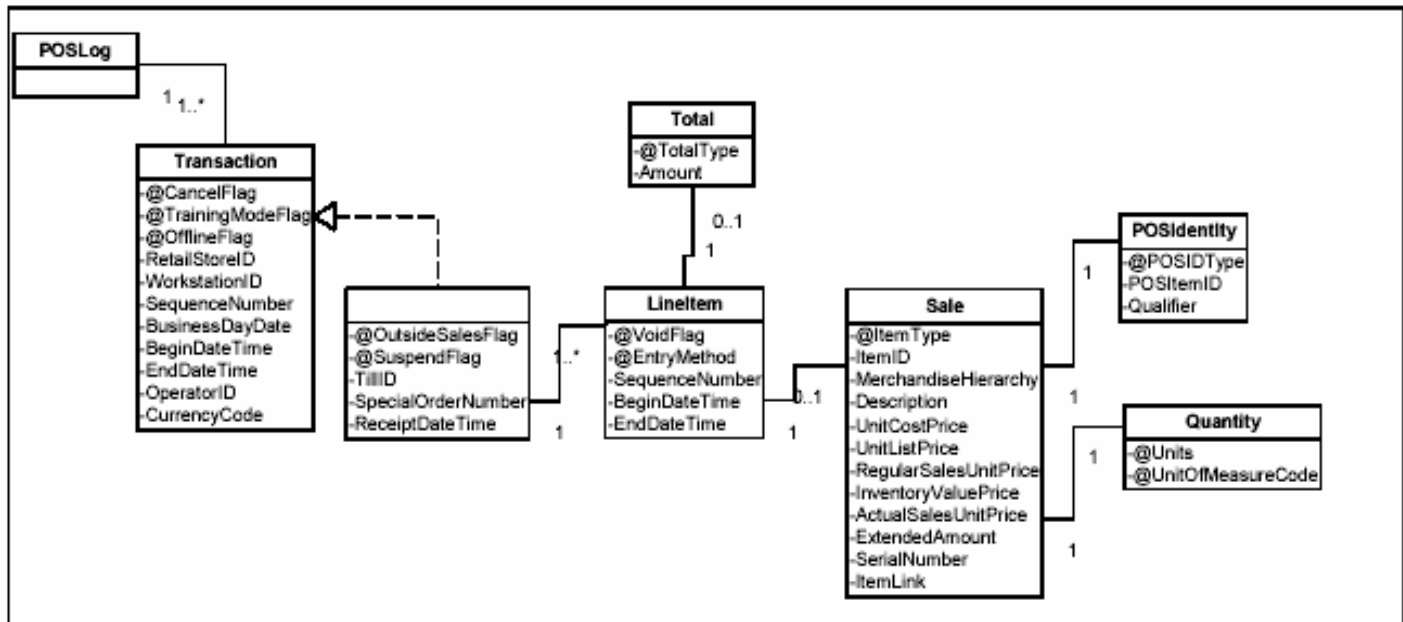 POSLog
1
1..*
Transaction
-@CancelFlag
-@TrainingModeFlag
-@OfflineFlag
-RetailStoreID
-WorkstationID
-SequenceNumber
-BusinessDayDate
-BeginDateTime
-EndDateTime
-OperatorID
-CurrencyCode
-@OutsideSalesFlag
-@SuspendFlag
-TillID
-SpecialOrderNumber
-ReceiptDateTime
1..*
1
Total
-@TotalType
-Amount
0..1
1
LineItem
-@VoidFlag
-@EntryMethod
-SequenceNumber
-BeginDateTime
-EndDateTime
0..1
1
Sale
-@ItemType
-ItemID
-MerchandiseHierarchy
-Description
-UnitCostPrice
-UnitListPrice
-RegularSalesUnitPrice
-InventoryValuePrice
-ActualSalesUnitPrice
-ExtendedAmount
-SerialNumber
-ItemLink
1
1
POSIdentity
-@POSIDType
-POSItemID
-Qualifier
1
1
Quantity
-@Units
-@UnitOfMeasureCode